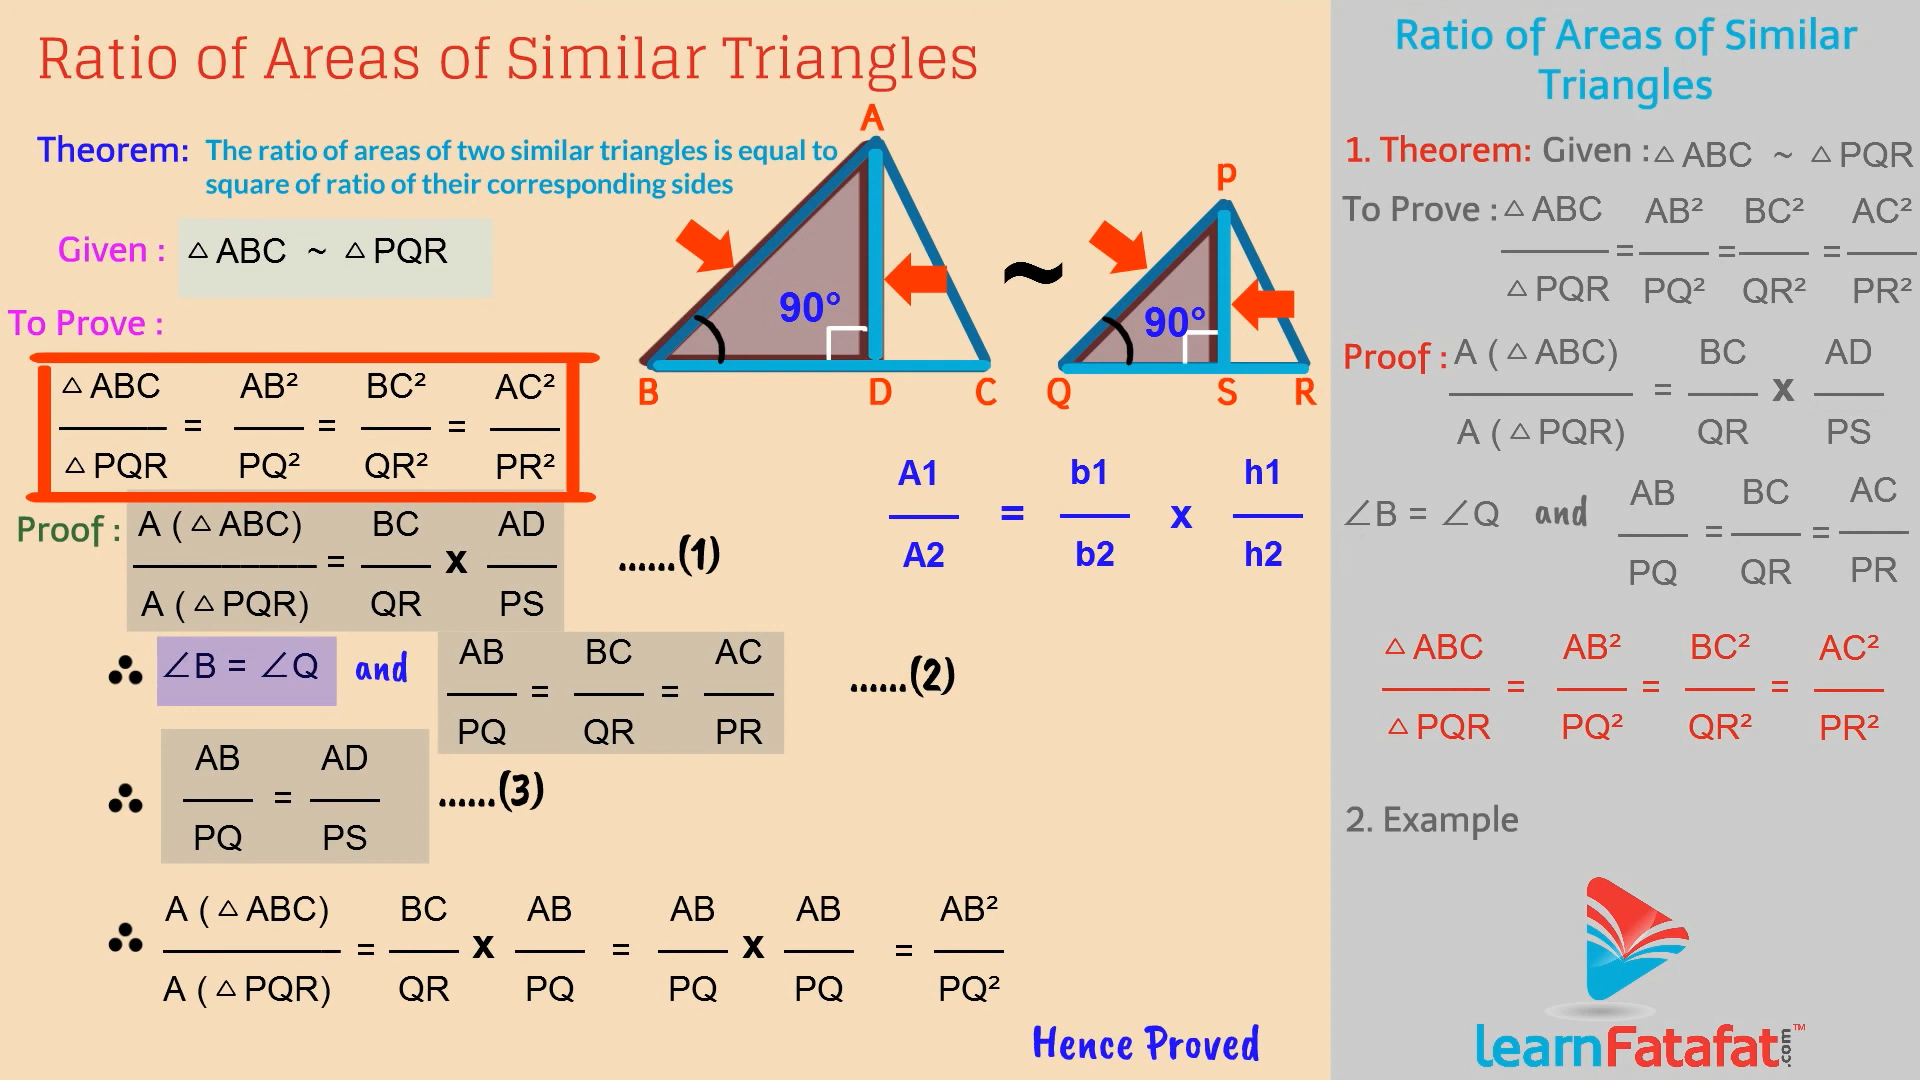 Ratio of Areas of Similar Triangles
Theorem: The ratio of areas of two similar triangles is equal to
square of ratio of their corresponding sides
Given : △ ABC ~ △ PQR
To Prove :
△ ABC / △ PQR = AB² / PQ² = BC² / QR² = AC² / PR²
Proof : A ( △ ABC) / A ( △ PQR) = BC / QR x AD / PS ......(1)
∴ ∠B = ∠Q and AB / PQ = BC / QR = AC / PR ......(2)
∴ AB / PQ = AD / PS ......(3)
∴ A ( △ ABC) / A ( △ PQR) = BC / QR x AB / PQ = AB / PQ x AB / PQ = AB² / PQ²
Hence Proved
A
90°
B D C
~
P
90°
Q S R
A1 / A2 = b1 / b2 x h1 / h2
Ratio of Areas of Similar
Triangles
1. Theorem: Given : △ ABC ~ △ PQR
To Prove : △ ABC / △ PQR = AB² / PQ² = BC² / QR² = AC² / PR²
Proof : A ( △ ABC) / A ( △ PQR) = BC / QR x AD / PS
∠B = ∠Q and AB / PQ = BC / QR = AC / PR
△ ABC / △ PQR = AB² / PQ² = BC² / QR² = AC² / PR²
2. Example
learnFatafat.com™